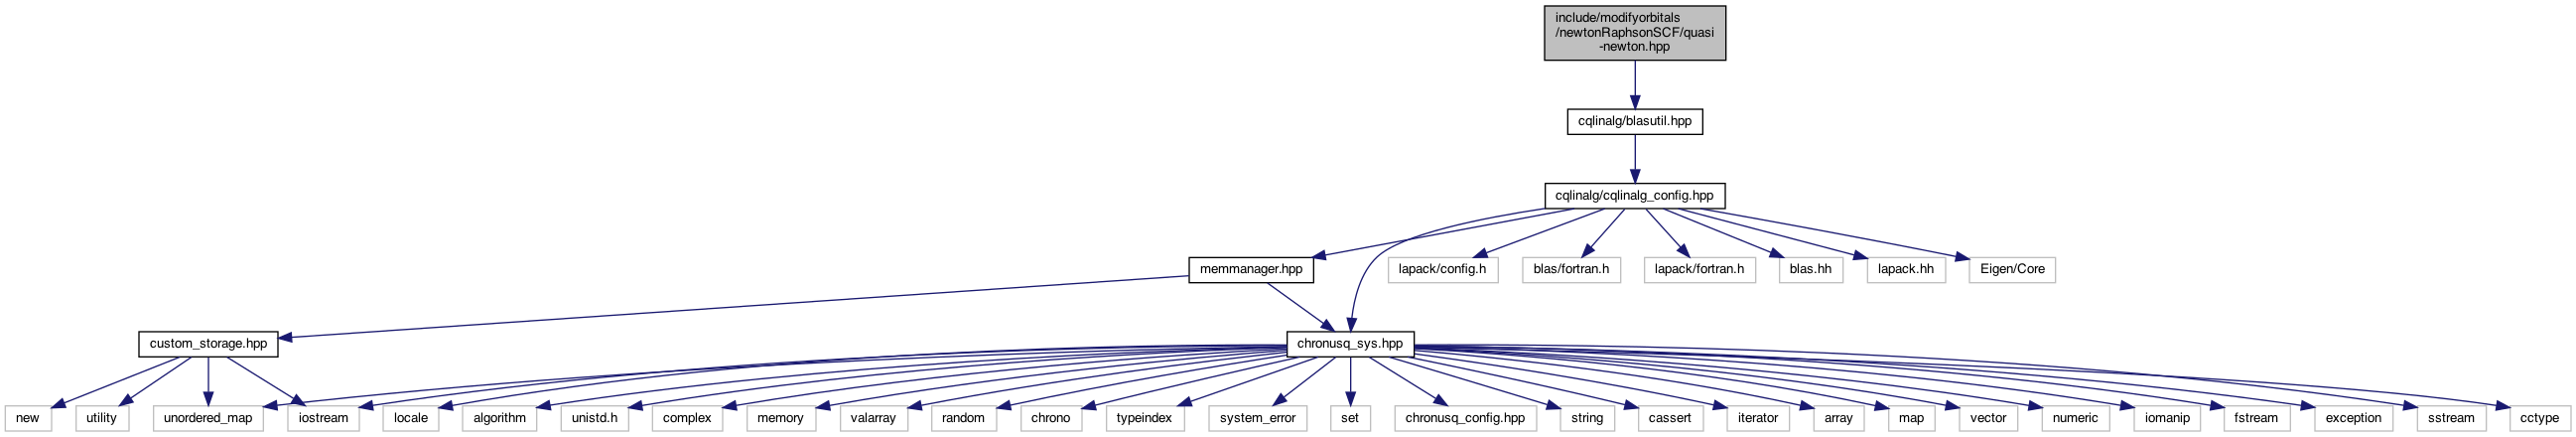 include/modifyorbitals
/newtonRaphsonSCF/quasi
-newton.hpp
cqlinalg/blasutil.hpp
cqlinalg/cqlinalg_config.hpp
memmanager.hpp
lapack/config.h
blas/fortran.h
lapack/fortran.h
blas.hh
lapack.hh
Eigen/Core
custom_storage.hpp
chronusq_sys.hpp
new
utility
unordered_map
iostream
locale
algorithm
unistd.h
complex
memory
valarray
random
chrono
typeindex
system_error
set
chronusq_config.hpp
string
cassert
iterator
array
map
vector
numeric
iomanip
fstream
exception
sstream
cctype